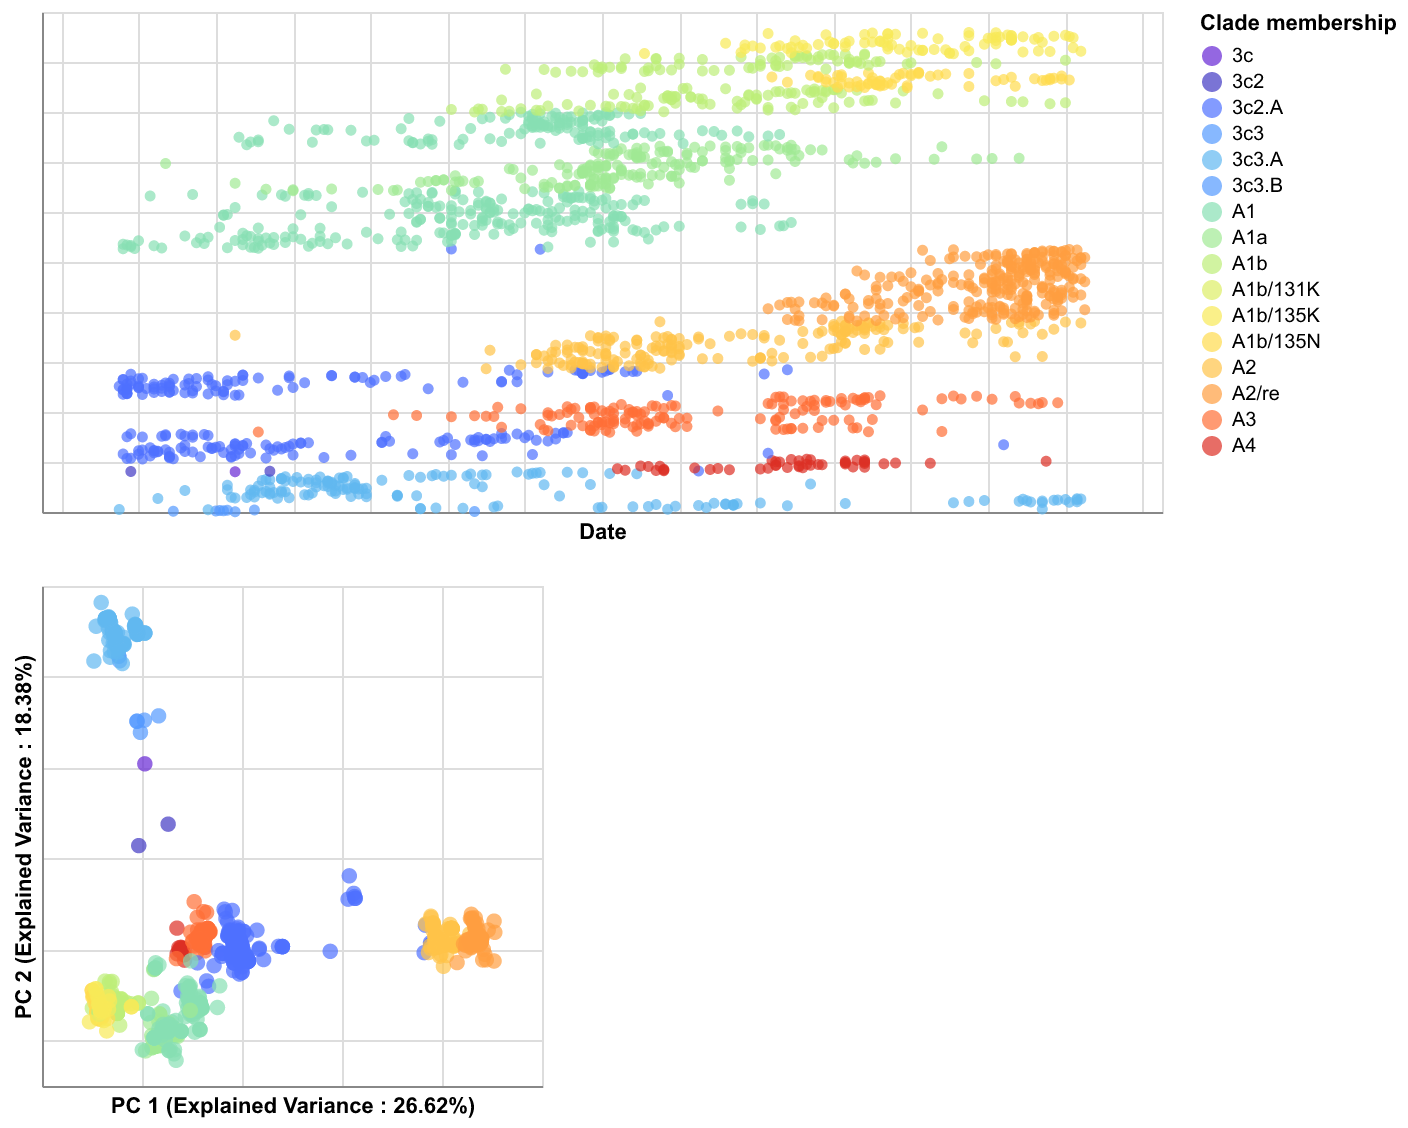 Clade membership
3c
3c2
3c2.A
3c3
3c3.A
3c3.B
A1
A1a
A1b
A1b/131K
A1b/135K
A1b/135N
A2
A2/re
A3
A4
Date
PC 2 (Explained Variance : 18.38%)
PC 1 (Explained Variance : 26.62%)